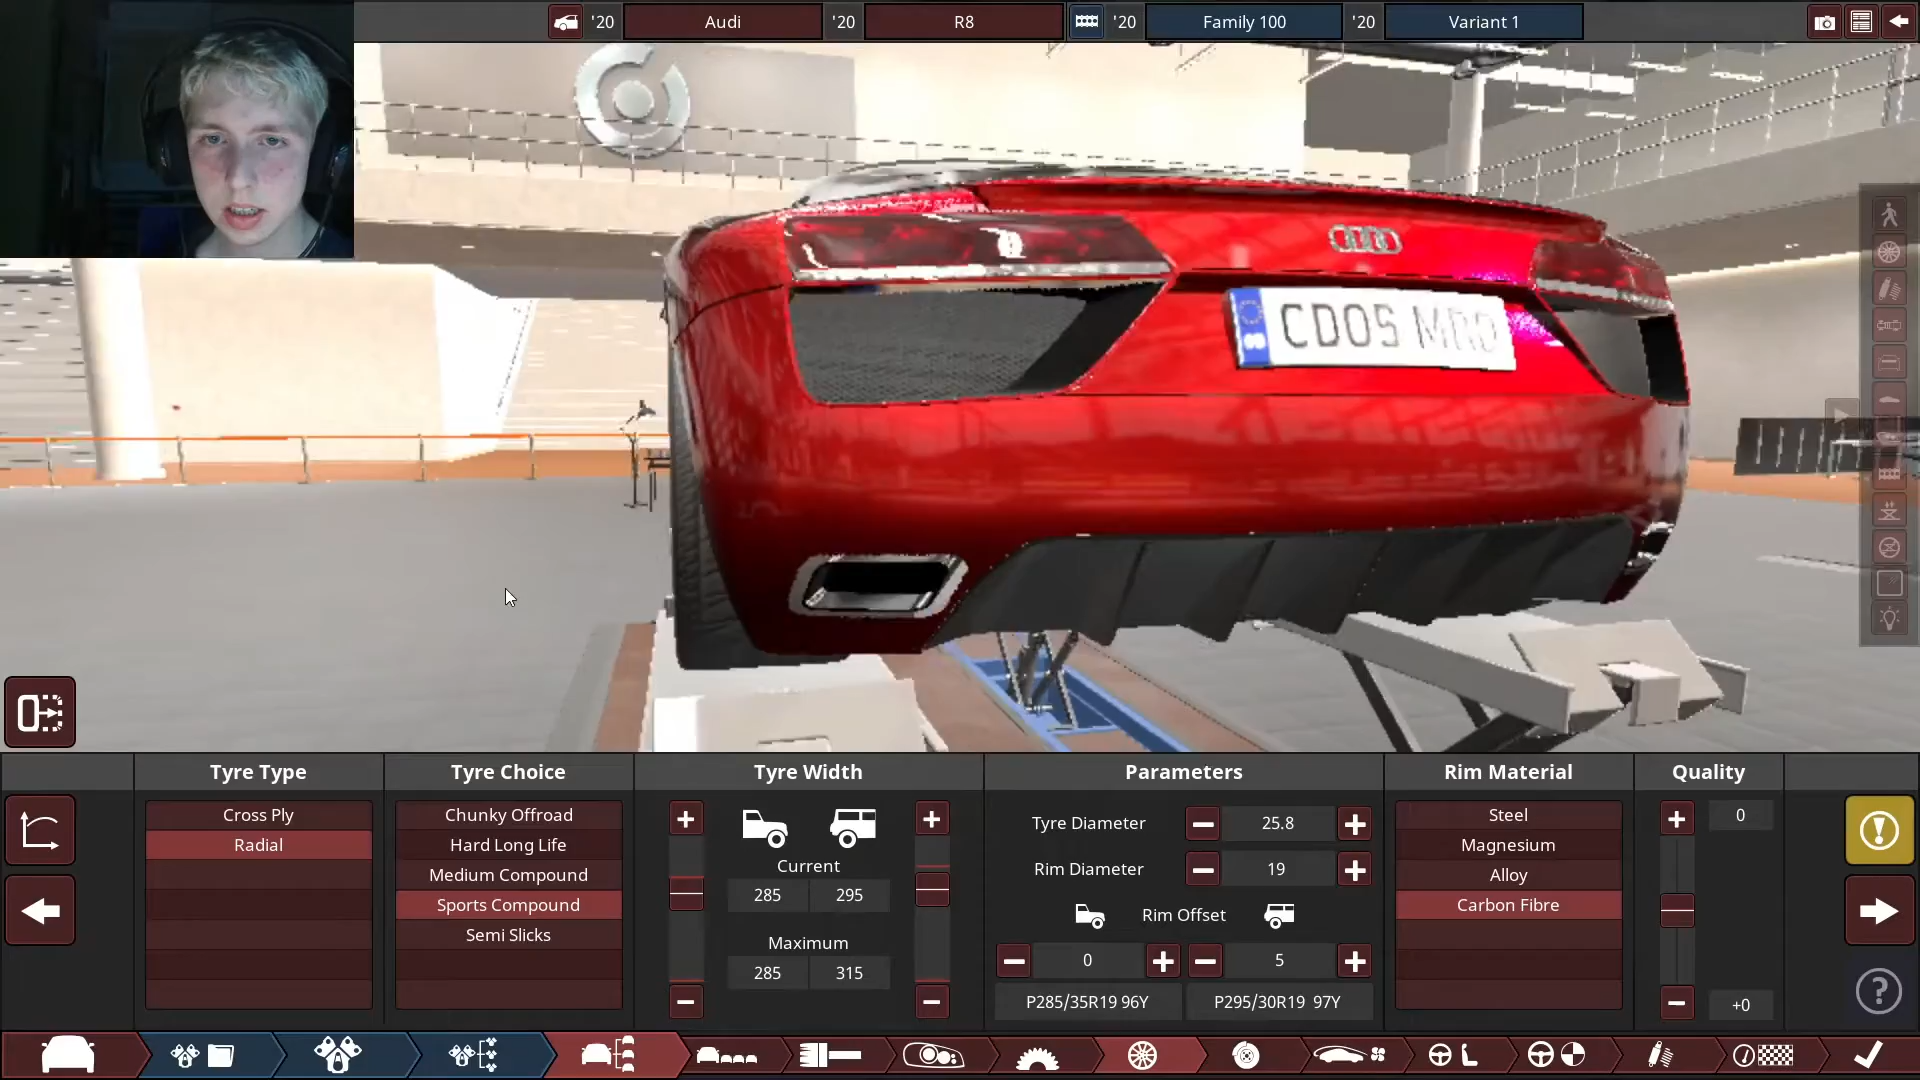 '20 Audi '20 R8 '20 Family 100 '20 Variant 1
CD05 MRO
Tyre Type
Cross Ply
Radial
Tyre Choice
Chunky Offroad
Hard Long Life
Medium Compound
Sports Compound
Semi Slicks
Tyre Width
Current
285 295
Maximum
285 315
Parameters
Tyre Diameter 25.8
Rim Diameter 19
Rim Offset
0 5
P285/35R19 96Y P295/30R19 97Y
Rim Material
Steel
Magnesium
Alloy
Carbon Fibre
Quality
0
+0